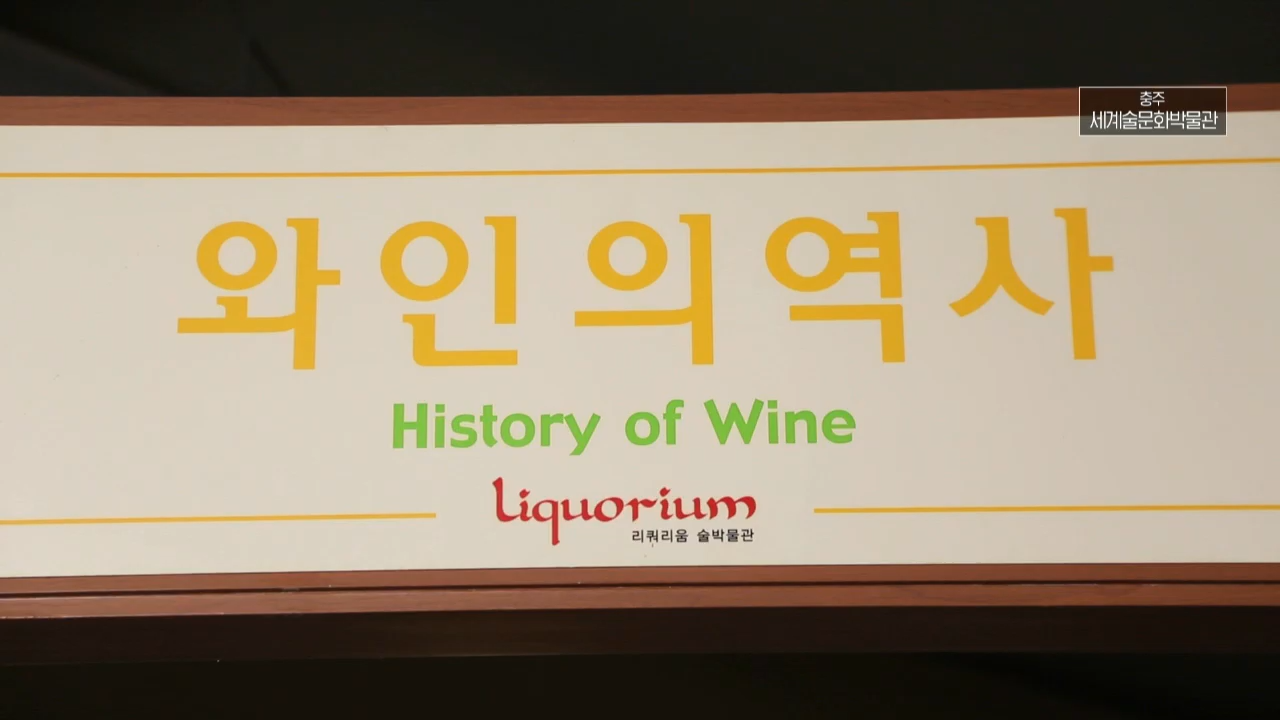 충주
세계술문화박물관
와인의역사
History of Wine
Liquorium
리쿼리움 술박물관